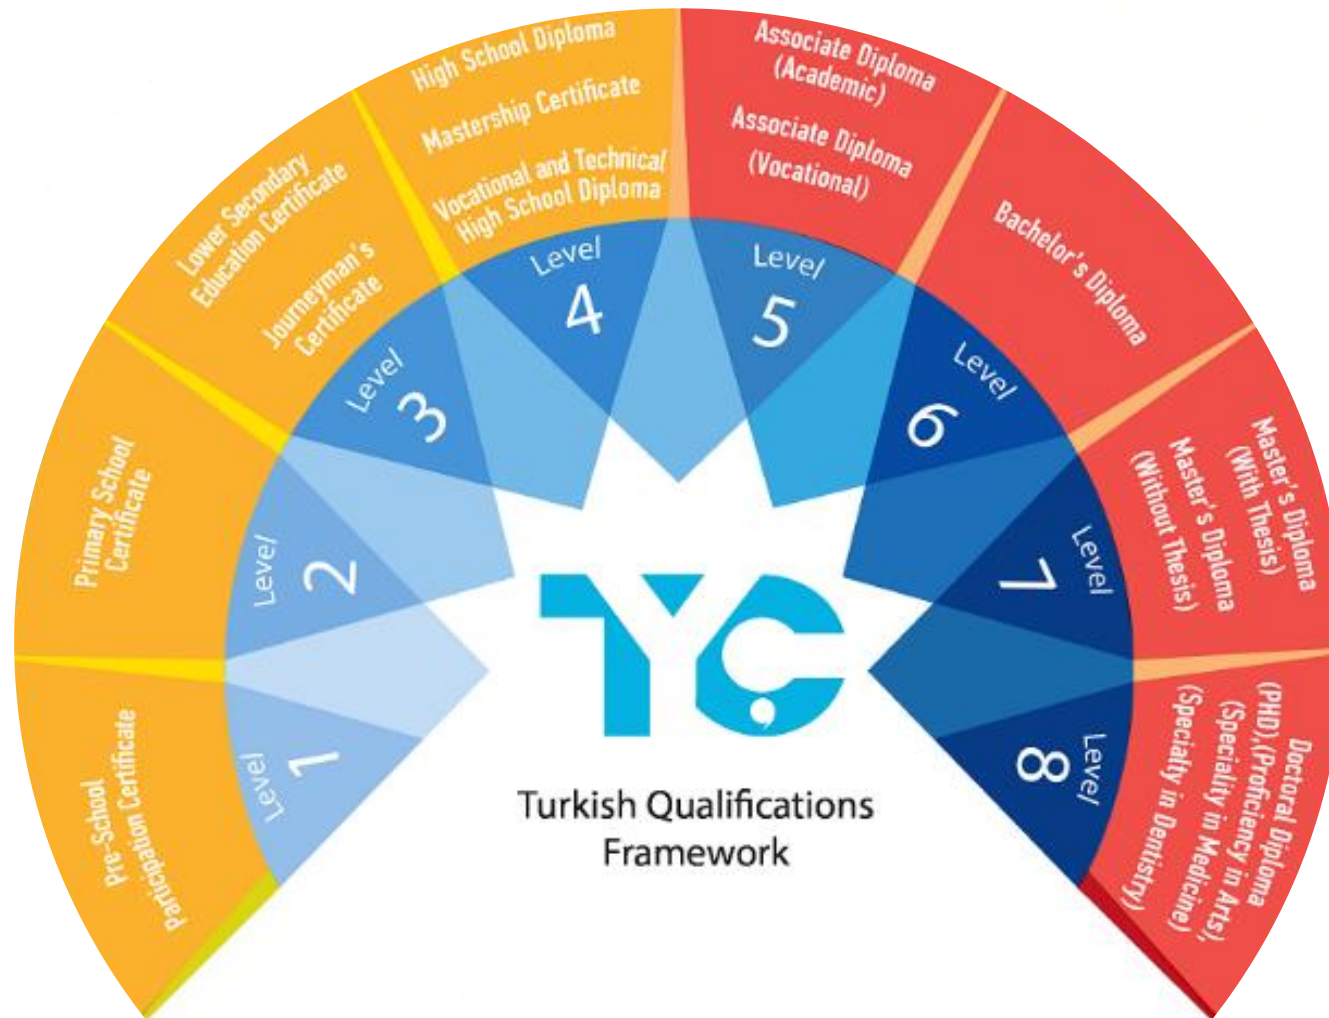 Pre-School
Participation Certificate
Level
1
Primary School
Certificate
Level
2
Lower Secondary
Education Certificate
Journeyman's
Certificate
Level
3
High School Diploma
Mastership Certificate
Vocational and Technical
High School Diploma
Level
4
Associate Diploma
(Academic)
Associate Diploma
(Vocational)
Level
5
Bachelor's Diploma
Level
6
Master's Diploma
(With Thesis)
Master's Diploma
(Without Thesis)
Level
7
Doctoral Diploma
(PHD),(Proficiency in Arts),
(Speciality in Medicine)
(Specialty in Dentistry)
Level
8
TYÇ
Turkish Qualifications
Framework